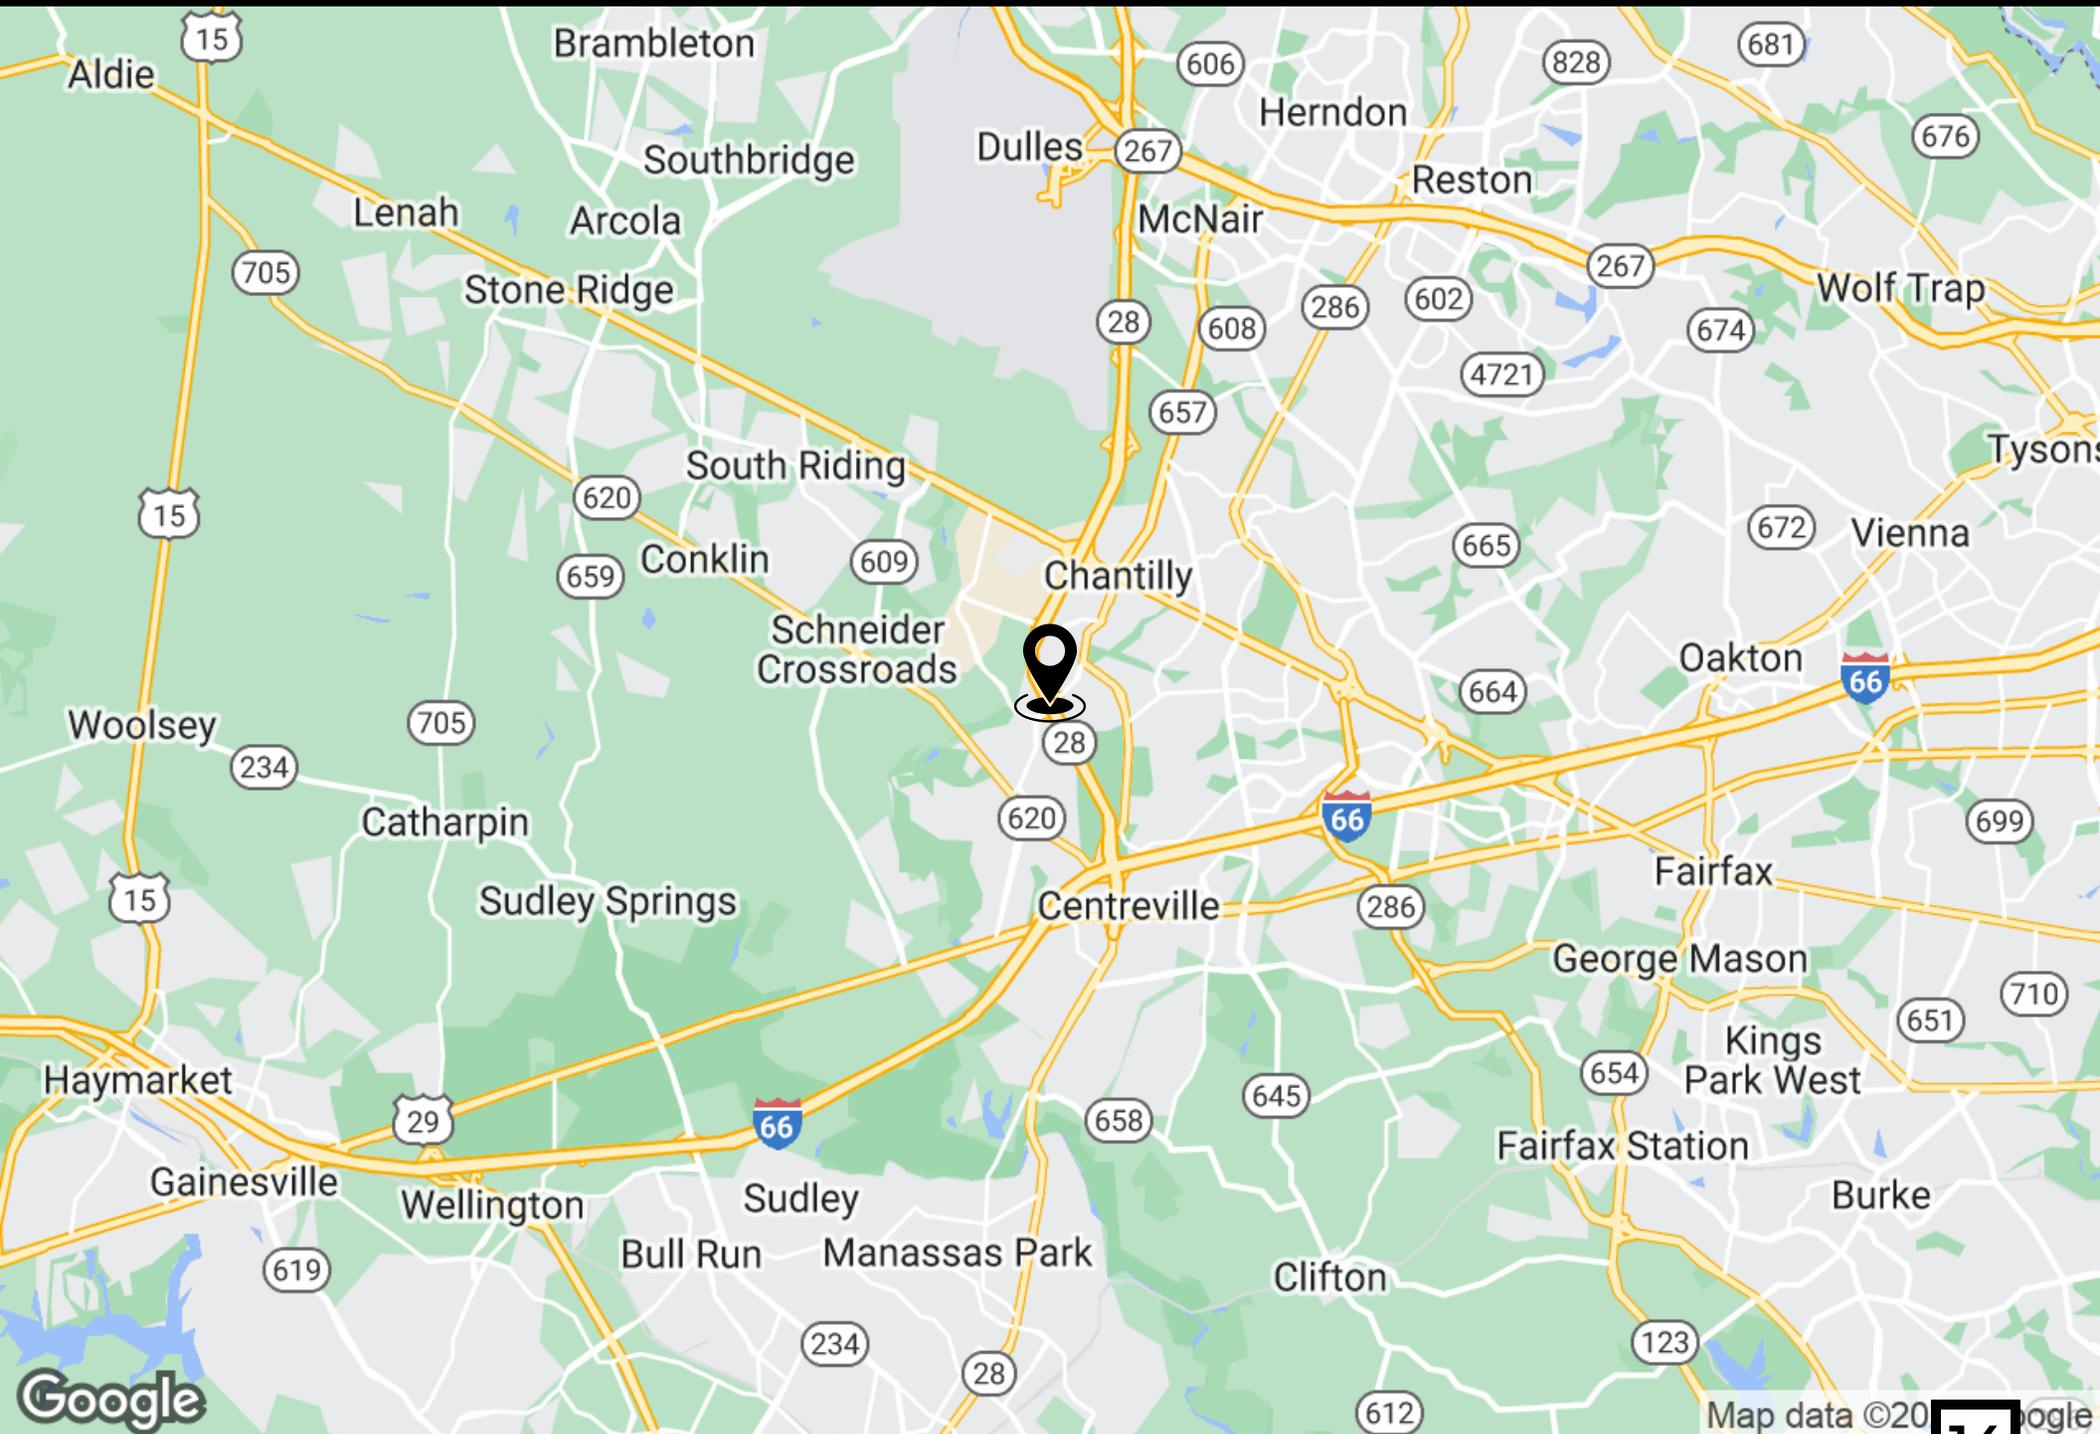 15
Brambleton
606
828
681
Aldie
Herndon
676
Dulles
267
Southbridge
Reston
Lenah
Arcola
McNair
705
267
Stone Ridge
Wolf Trap
28
608
286
602
674
4721
657
Tysons
South Riding
620
15
672
Vienna
665
Conklin
609
659
Chantilly
Schneider
Crossroads
Oakton
66
664
Woolsey
705
28
234
620
66
699
Catharpin
Fairfax
15
Sudley Springs
Centreville
286
George Mason
710
651
Kings
Park West
654
Haymarket
645
29
66
658
Fairfax Station
Gainesville
Wellington
Sudley
Burke
Bull Run
Manassas Park
619
Clifton
234
123
28
Google
612
Map data ©20
oogle